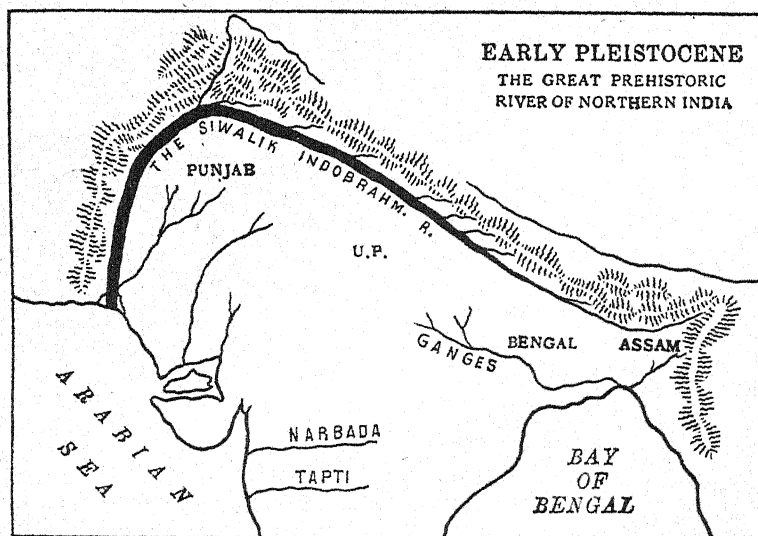 EARLY PLEISTOCENE
THE GREAT PREHISTORIC
RIVER OF NORTHERN INDIA
THE SIWALIK INDOBRAHM. R.
PUNJAB
U.P.
GANGES
BENGAL
ASSAM
ARABIAN
SEA
NARBADA
TAPTI
BAY
OF
BENGAL